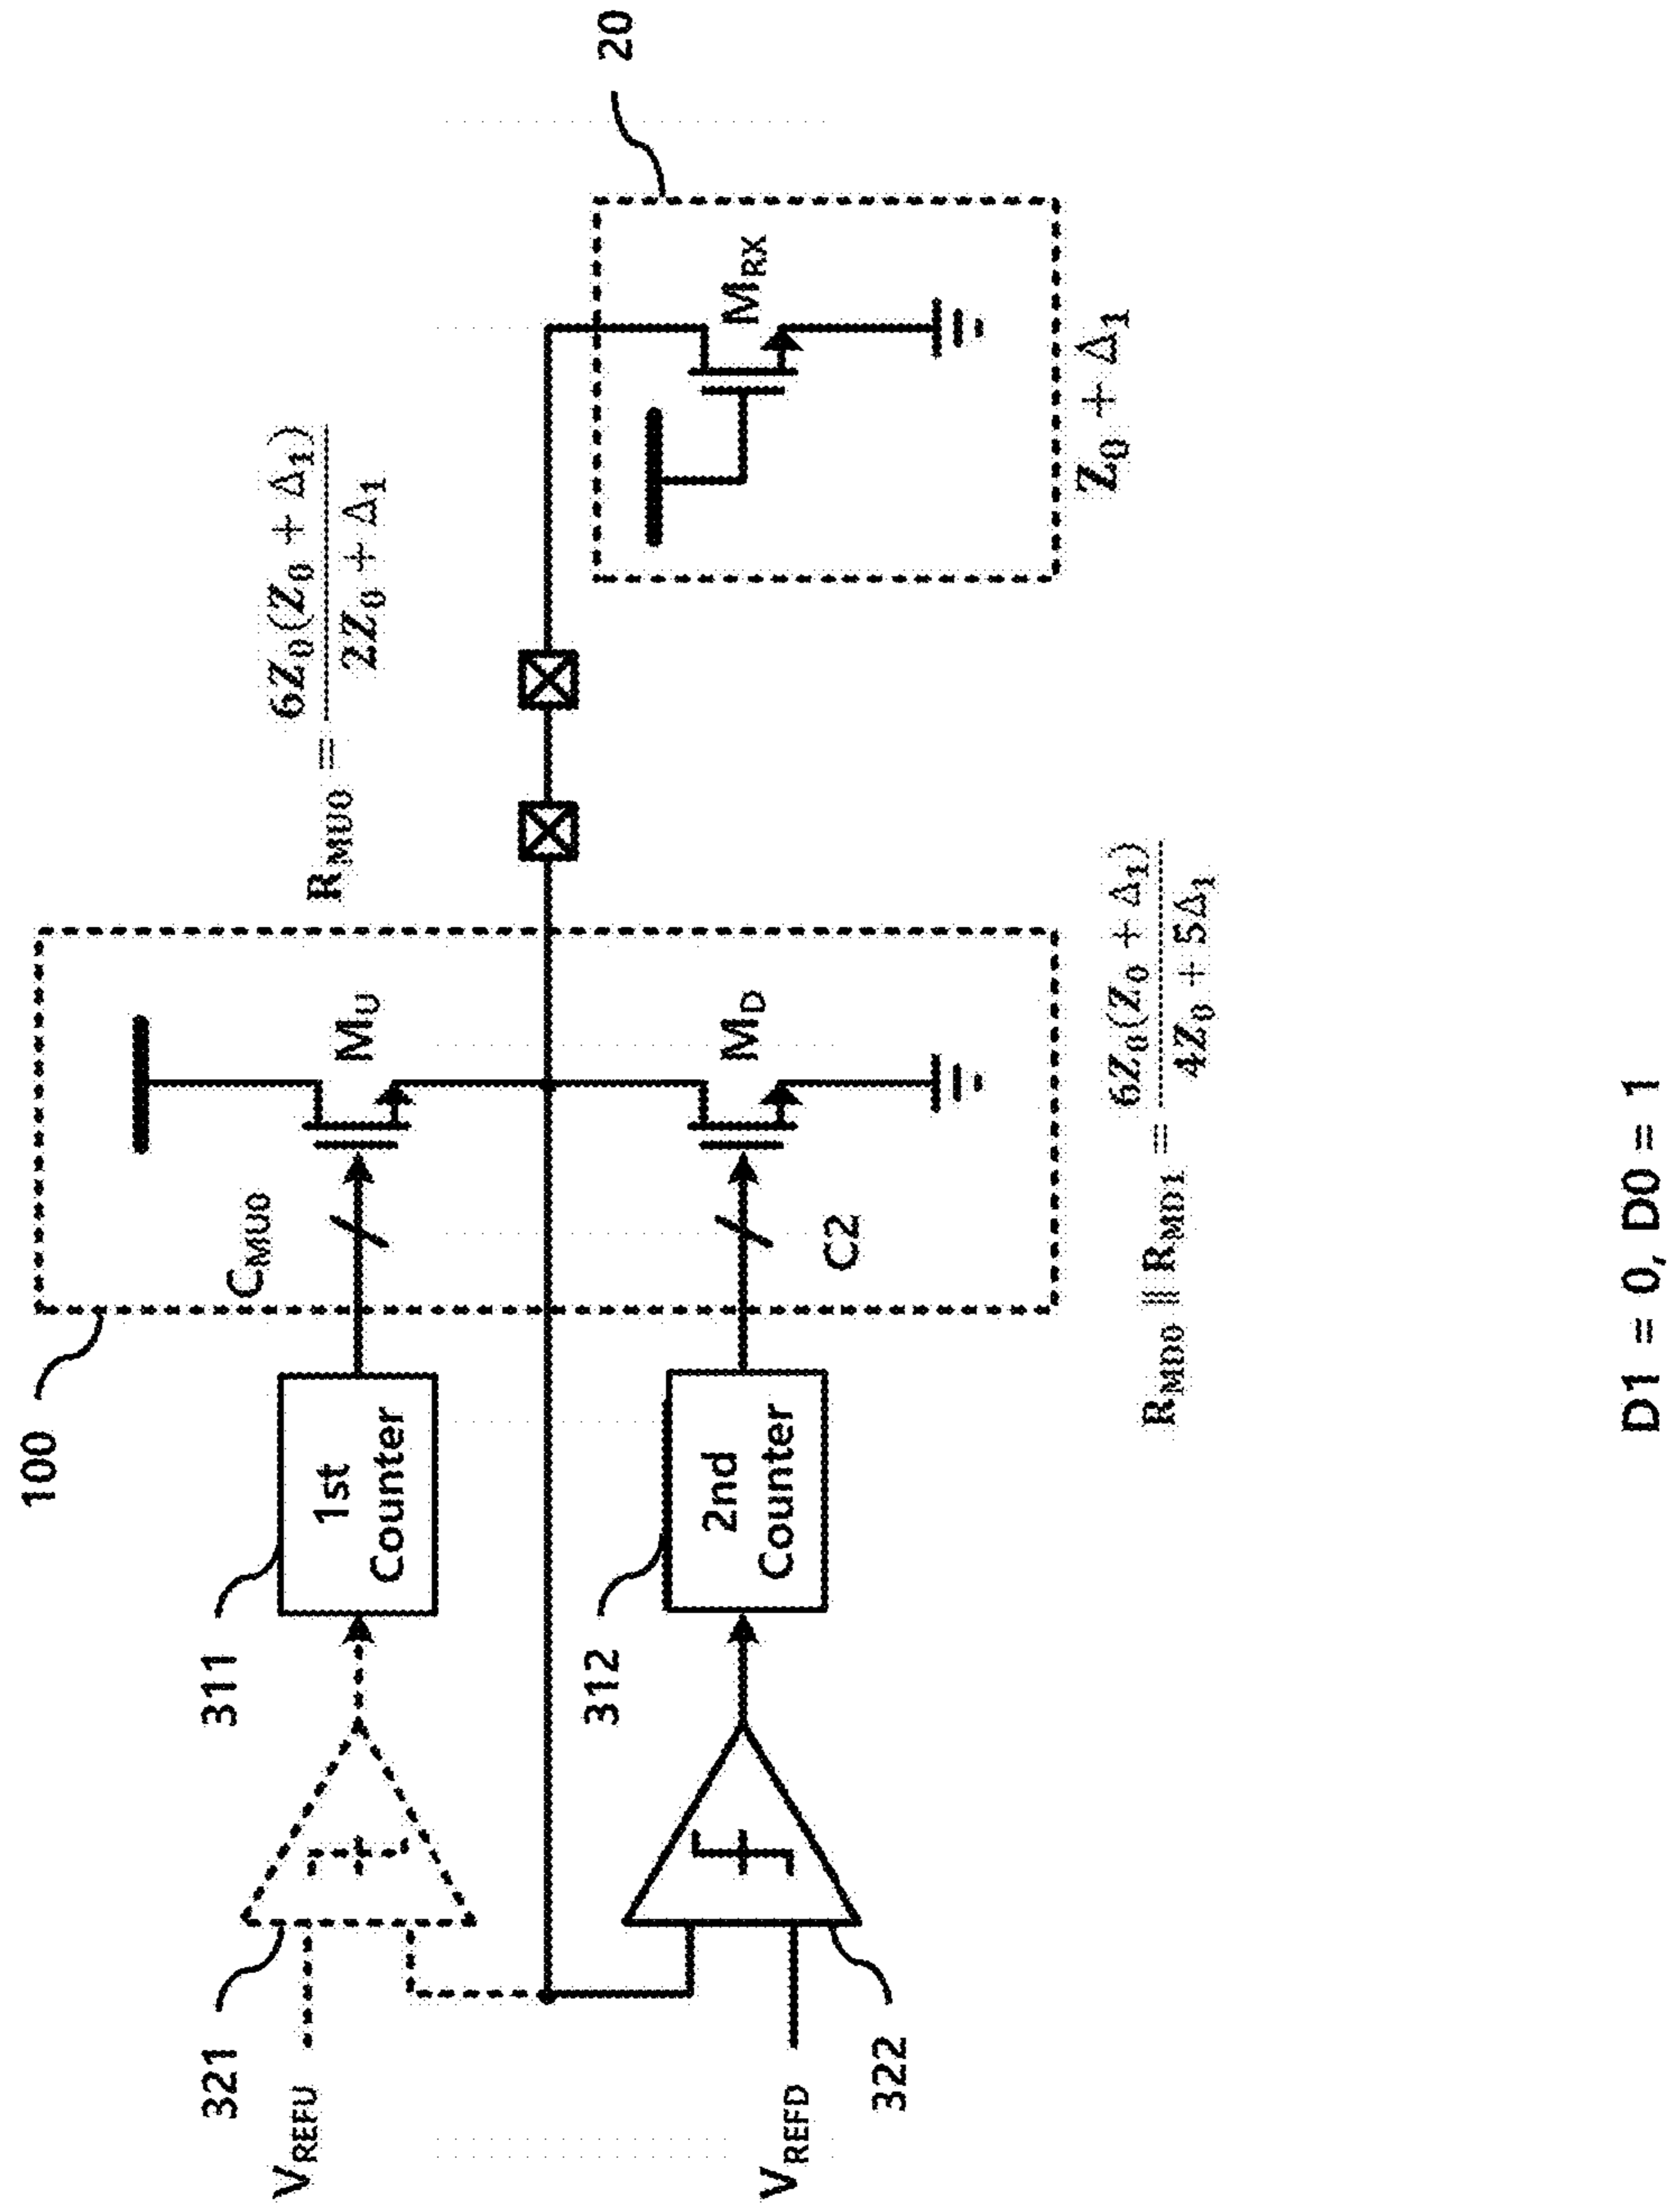 100
20
C_MU0
M_U
R_MU0 = 6Z_0(Z_0 + Δ_1) / 2Z_0 + Δ_1
321
311
V_REFU
1st
Counter
322
312
V_REFD
2nd
Counter
C2
M_D
M_RX
Z_0 + Δ_1
R_MD0 ∥ R_MD1 = 6Z_0(Z_0 + Δ_1) / 4Z_0 + 5Δ_1
D1 = 0, D0 = 1